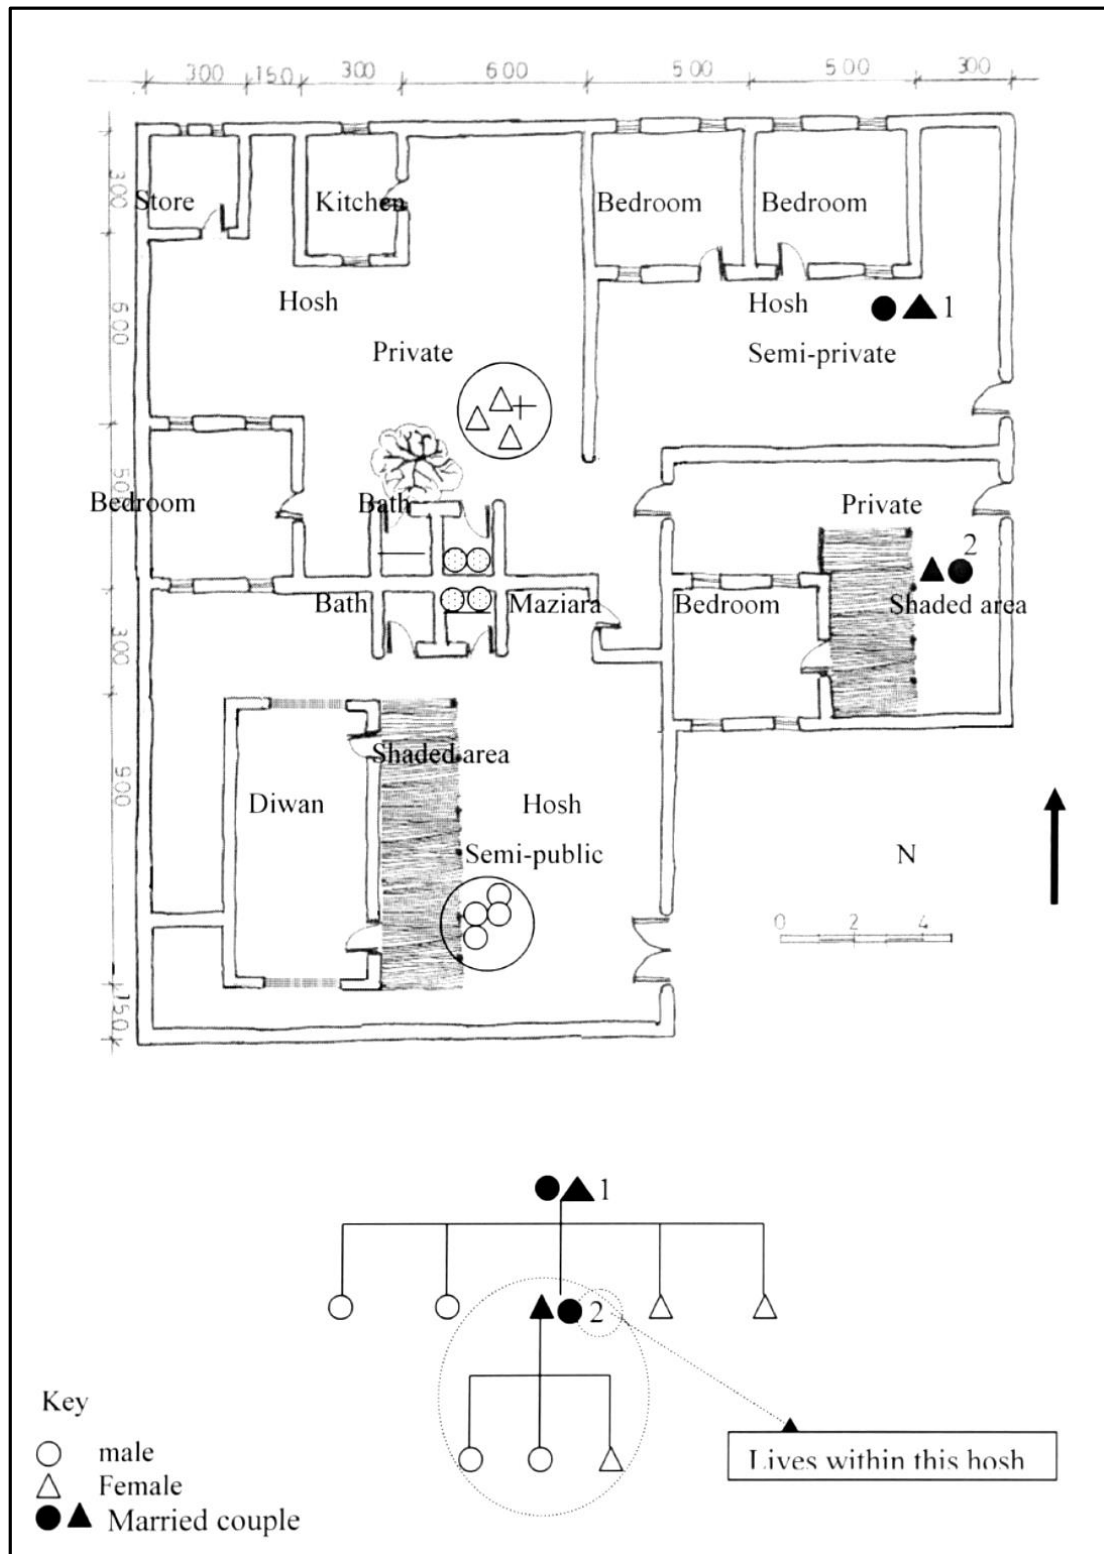 300 150 300 600 500 500 300
300
Store
Kitchen
Bedroom
Bedroom
Hosh
Hosh
1
600
Private
Semi-private
500
Bedroom
Bath
Private
2
Bath
Maziara
Bedroom
Shaded area
300
Shaded area
900
Diwan
Hosh
Semi-public
N
0 2 4
150
1
2
Key
male
Female
Married couple
Lives within this hosh